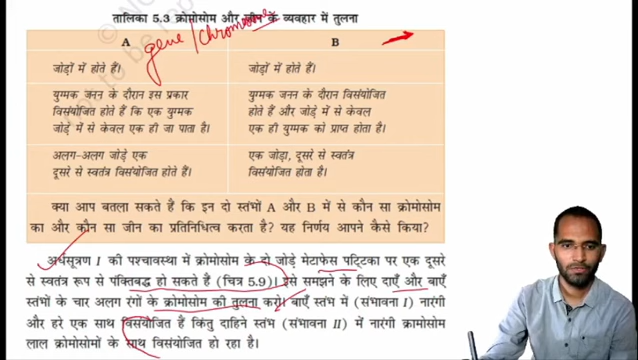 तालिका 5.3 क्रोमोसोम और जीन के व्यवहार में तुलना
gene/chromosome
A B
जोड़ों में होते हैं। जोड़ों में होते हैं।
युग्मक जनन के दौरान इस प्रकार युग्मक जनन के दौरान विसंयोजित
विसंयोजित होते हैं कि एक युग्मक होते हैं और जोड़े में से केवल
जोड़े में से केवल एक ही जा पाता है। एक ही युग्मक को प्राप्त होता है।
अलग-अलग जोड़े एक एक जोड़ा, दूसरे से स्वतंत्र
दूसरे से स्वतंत्र विसंयोजित होते हैं। विसंयोजित होता है।
क्या आप बतला सकते हैं कि इन दो स्तंभों A और B में से कौन सा क्रोमोसोम
का और कौन सा जीन का प्रतिनिधित्व करता है? यह निर्णय आपने कैसे किया?
अर्धसूत्रण I की पश्चावस्था में क्रोमोसोम के दो जोड़े मेटाफेस पट्टिका पर एक दूसरे
से स्वतंत्र रूप से पंक्तिबद्ध हो सकते हैं (चित्र 5.9)। इसे समझने के लिए दाएँ और बाएँ
स्तंभों के चार अलग रंगों के क्रोमोसोम की तुलना करो। बाएँ स्तंभ में (संभावना I) नारंगी
और हरे एक साथ विसंयोजित हैं किंतु दाहिने स्तंभ (संभावना II) में नारंगी क्रामोसोम
लाल क्रोमोसोमों के साथ विसंयोजित हो रहा है।